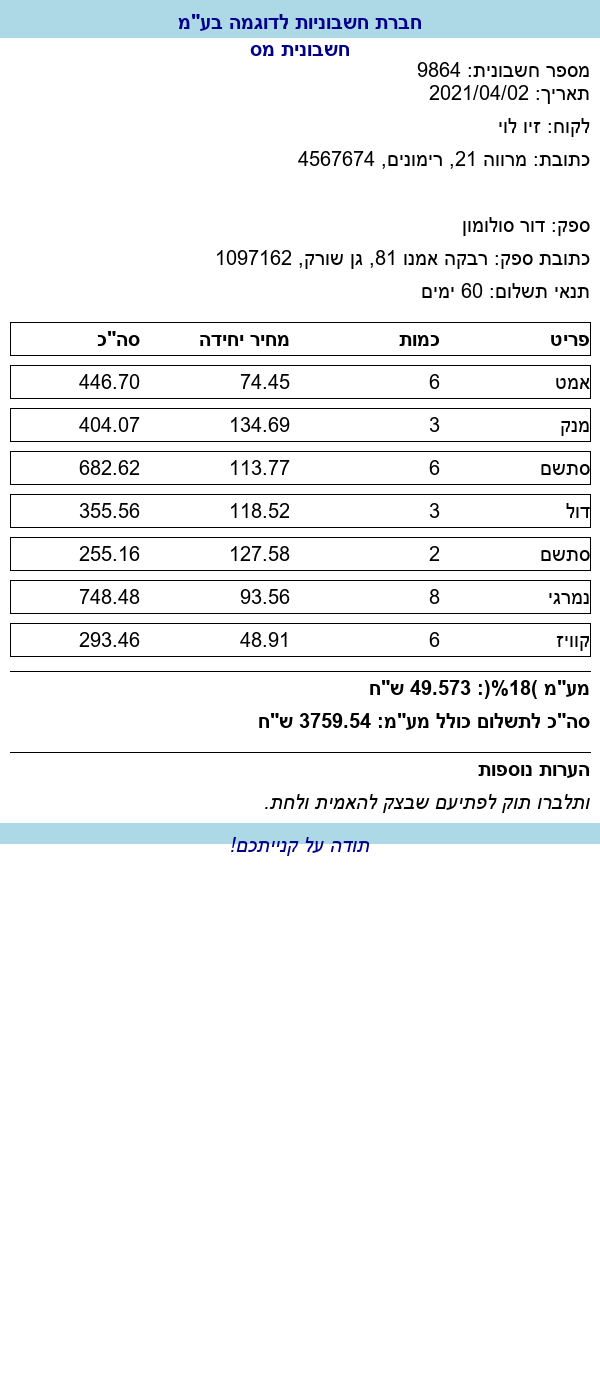 חברת חשבוניות לדוגמה בע"מ
חשבונית מס
מספר חשבונית: 9864
תאריך: 2021/04/02
לקוח: זיו לוי
כתובת: מרווה 21, רימונים, 4567674
ספק: דור סולומון
כתובת ספק: רבקה אמנו 81, גן שורק, 1097162
תנאי תשלום: 60 ימים
פריט כמות מחיר יחידה סה"כ
אמט 6 74.45 446.70
מנק 3 134.69 404.07
סתשם 6 113.77 682.62
דול 3 118.52 355.56
סתשם 2 127.58 255.16
נמרגי 8 93.56 748.48
קוויז 6 48.91 293.46
מע"מ )18%(: 49.573 ש"ח
סה"כ לתשלום כולל מע"מ: 3759.54 ש"ח
הערות נוספות
ותלברו תוק לפתיעם שבצק להאמית ולחת.
תודה על קנייתכם!